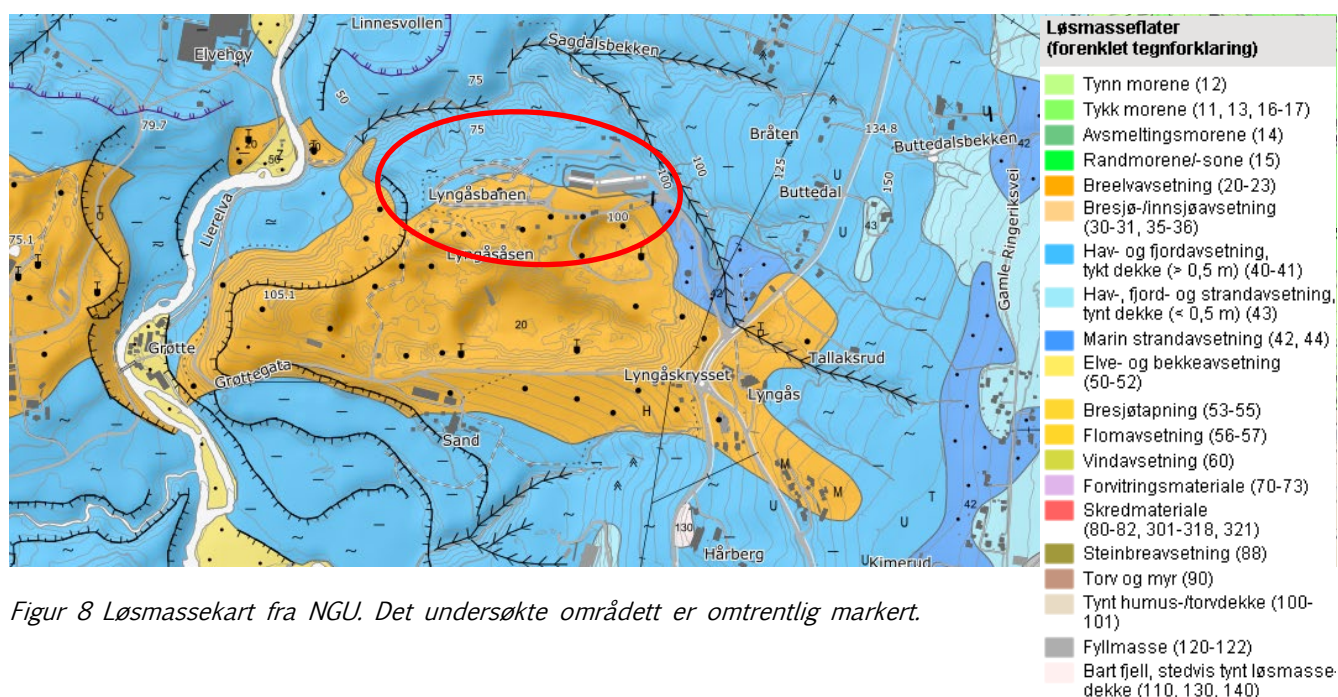 Linnesvollen
Elvehøy
Sagdalsbekken
75
50
79.7
75
Bråten
134.8
Buttedalsbekken
42
100
100
125
Buttedal
150
U
U
43
Gamle-Ringeriksvei
20
50
Z
20
Lierelva
Lyngåsbanen
100
Lyngåsåsen
75.1
105.1
20
42
Grøtte
Grøttegata
Tallaksrud
Lyngåskrysset
Lyngås
H
Sand
M
M
130
Hårberg
U
U
T
42
U
Kimerud
Løsmasseflater
(forenklet tegnforklaring)
Tynn morene (12)
Tykk morene (11, 13, 16-17)
Avsmeltingsmorene (14)
Randmorene/-sone (15)
Breelvavsetning (20-23)
Bresjø-/innsjøavsetning
(30-31, 35-36)
Hav- og fjordavsetning,
tykt dekke (> 0,5 m) (40-41)
Hav-, fjord- og strandavsetning,
tynt dekke (< 0,5 m) (43)
Marin strandavsetning (42, 44)
Elve- og bekkeavsetning
(50-52)
Bresjøtapning (53-55)
Flomavsetning (56-57)
Vindavsetning (60)
Forvitringsmateriale (70-73)
Skredmateriale
(80-82, 301-318, 321)
Steinbreavsetning (88)
Torv og myr (90)
Tynt humus-/torvdekke (100-
101)
Fyllmasse (120-122)
Bart fjell, stedvis tynt løsmasse-
dekke (110, 130, 140)
Figur 8 Løsmassekart fra NGU. Det undersøkte områdett er omtrentlig markert.